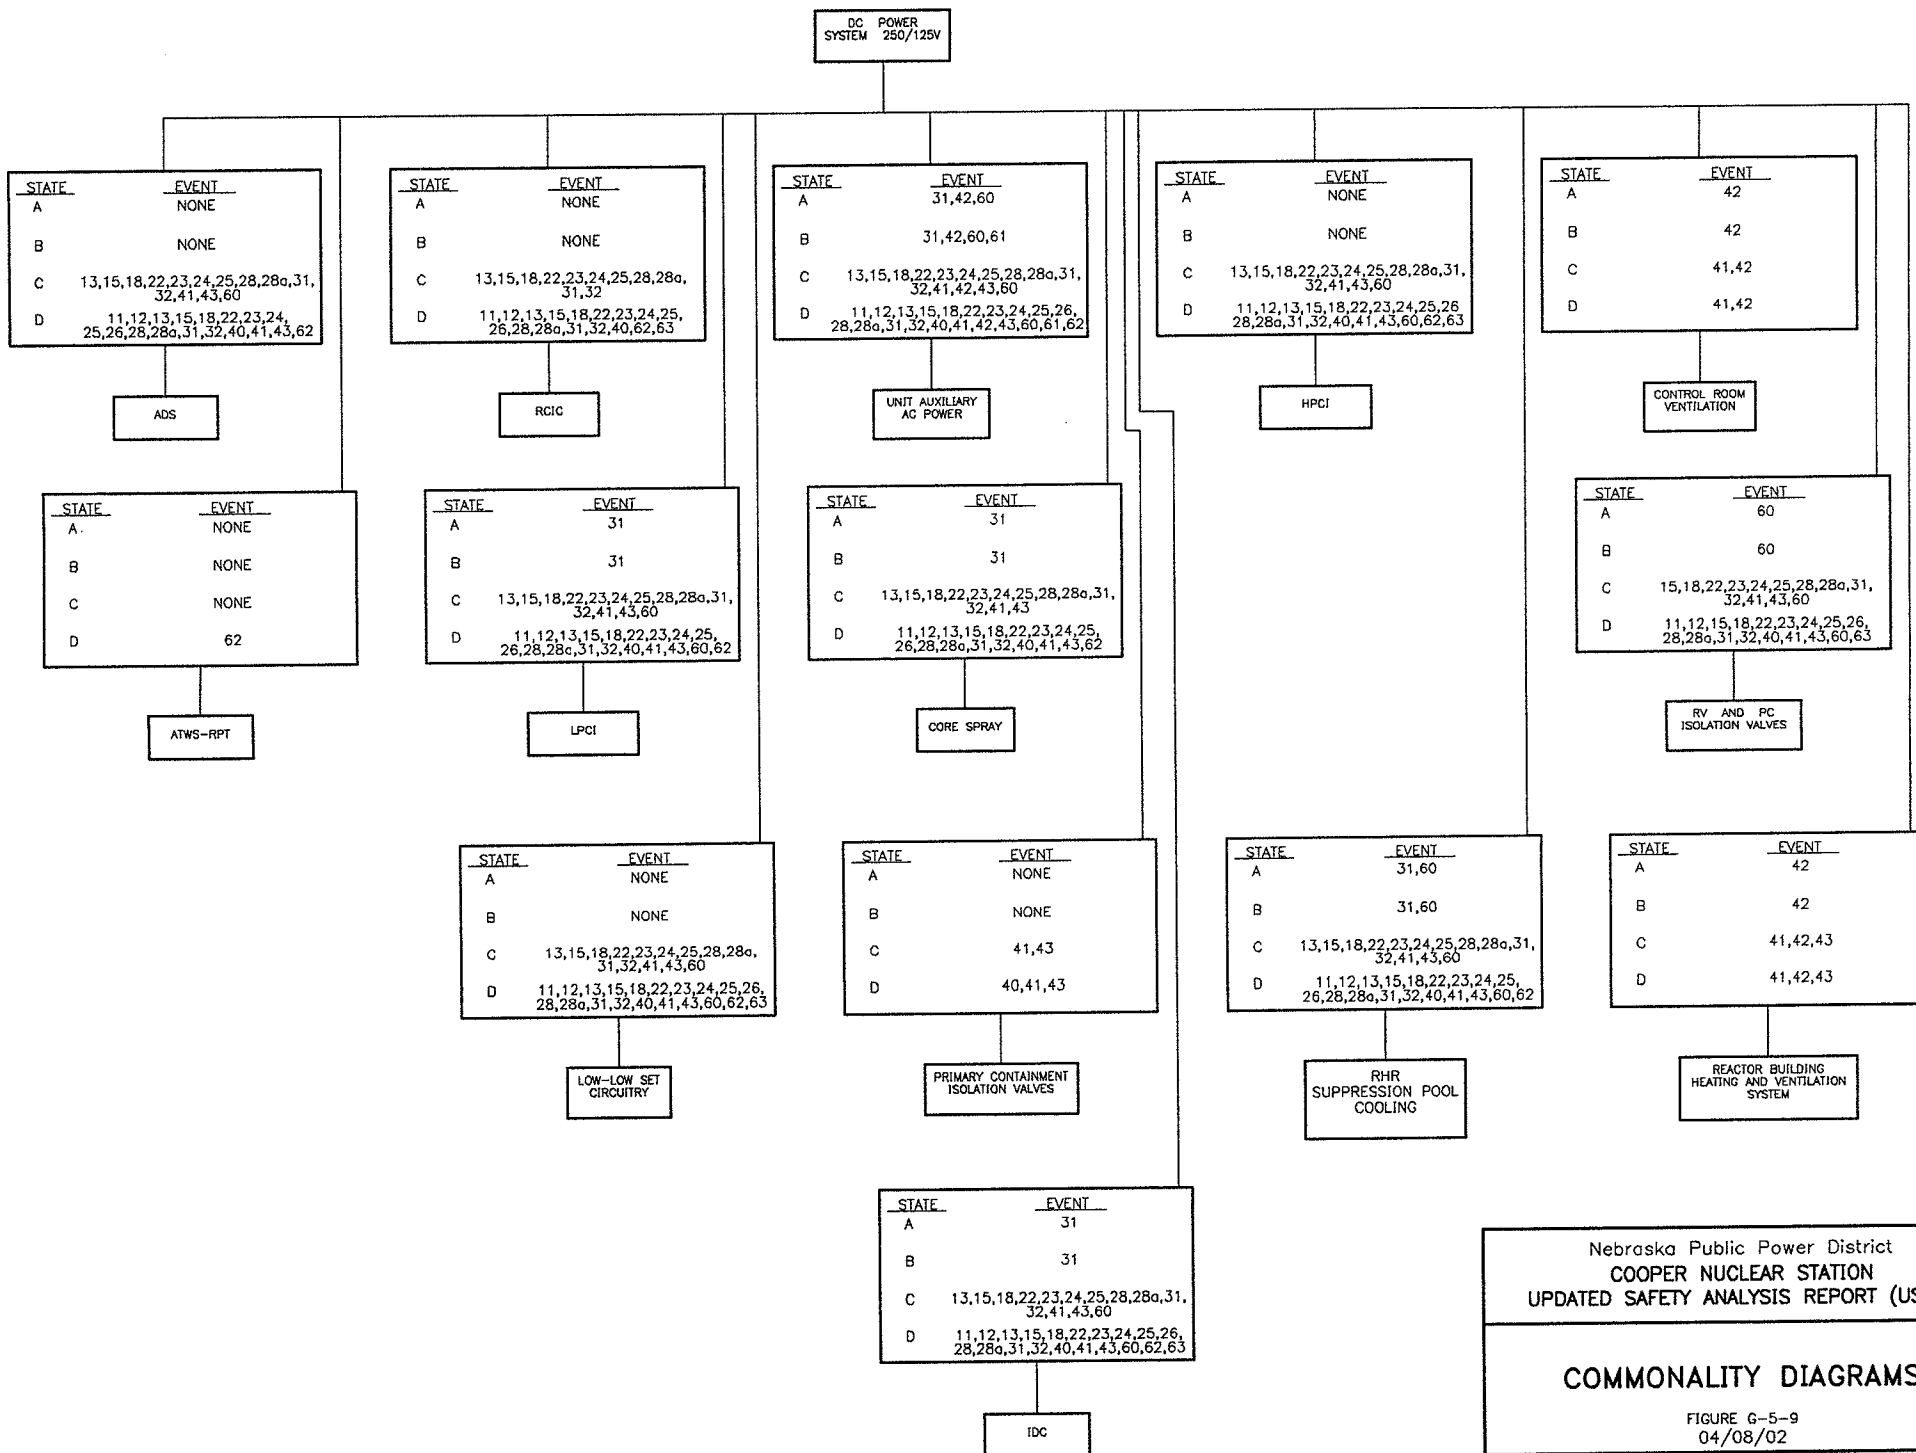 DC POWER
SYSTEM 250/125V
STATE EVENT
A NONE
B NONE
C 13,15,18,22,23,24,25,28,28a,31,
32,41,43,60
D 11,12,13,15,18,22,23,24,
25,26,28,28a,31,32,40,41,43,62
ADS
STATE EVENT
A NONE
B NONE
C 13,15,18,22,23,24,25,28,28a,
31,32
D 11,12,13,15,18,22,23,24,25,
26,28,28a,31,32,40,62,63
RCIC
STATE EVENT
A 31,42,60
B 31,42,60,61
C 13,15,18,22,23,24,25,28,28a,31,
32,41,42,43,60
D 11,12,13,15,18,22,23,24,25,26,
28,28a,31,32,40,41,42,43,60,61,62
UNIT AUXILIARY
AC POWER
STATE EVENT
A NONE
B NONE
C 13,15,18,22,23,24,25,28,28a,31,
32,41,43,60
D 11,12,13,15,18,22,23,24,25,26
28,28a,31,32,40,41,43,60,62,63
HPCI
STATE EVENT
A 42
B 42
C 41,42
D 41,42
CONTROL ROOM
VENTILATION
STATE EVENT
A. NONE
B NONE
C NONE
D 62
ATWS-RPT
STATE EVENT
A 31
B 31
C 13,15,18,22,23,24,25,28,28a,31,
32,41,43,60
D 11,12,13,15,18,22,23,24,25,
26,28,28a,31,32,40,41,43,60,62
LPCI
STATE EVENT
A 31
B 31
C 13,15,18,22,23,24,25,28,28a,31,
32,41,43
D 11,12,13,15,18,22,23,24,25,
26,28,28a,31,32,40,41,43,62
CORE SPRAY
STATE EVENT
A 60
B 60
C 15,18,22,23,24,25,28,28a,31,
32,41,43,60
D 11,12,15,18,22,23,24,25,26,
28,28a,31,32,40,41,43,60,63
RV AND PC
ISOLATION VALVES
STATE EVENT
A NONE
B NONE
C 13,15,18,22,23,24,25,28,28a,
31,32,41,43,60
D 11,12,13,15,18,22,23,24,25,26,
28,28a,31,32,40,41,43,60,62,63
LOW-LOW SET
CIRCUITRY
STATE EVENT
A NONE
B NONE
C 41,43
D 40,41,43
PRIMARY CONTAINMENT
ISOLATION VALVES
STATE EVENT
A 31,60
B 31,60
C 13,15,18,22,23,24,25,28,28a,31,
32,41,43,60
D 11,12,13,15,18,22,23,24,25,
26,28,28a,31,32,40,41,43,60,62
RHR
SUPPRESSION POOL
COOLING
STATE EVENT
A 42
B 42
C 41,42,43
D 41,42,43
REACTOR BUILDING
HEATING AND VENTILATION
SYSTEM
STATE EVENT
A 31
B 31
C 13,15,18,22,23,24,25,28,28a,31,
32,41,43,60
D 11,12,13,15,18,22,23,24,25,26,
28,28a,31,32,40,41,43,60,62,63
IDC
Nebraska Public Power District
COOPER NUCLEAR STATION
UPDATED SAFETY ANALYSIS REPORT (US
COMMONALITY DIAGRAMS
FIGURE G-5-9
04/08/02